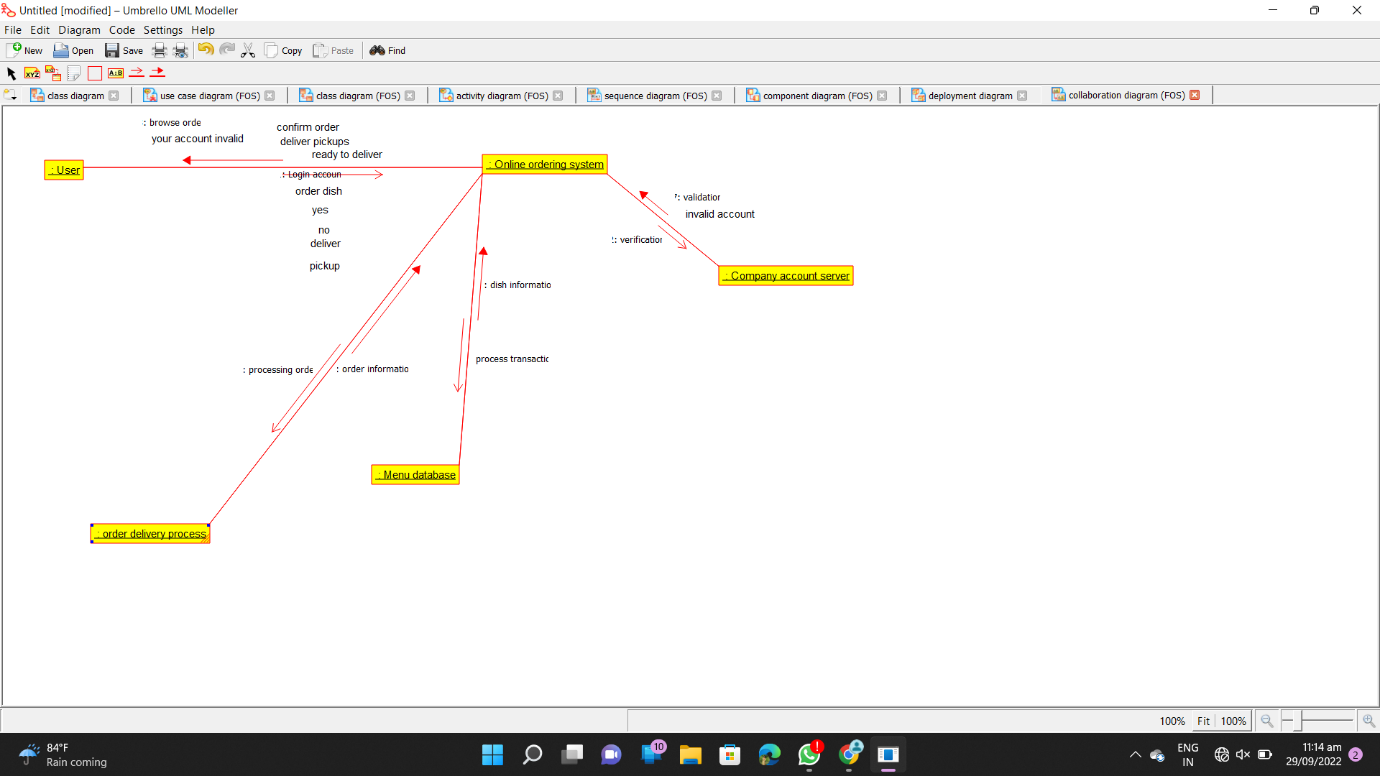 Untitled [modified] – Umbrello UML Modeller
File Edit Diagram Code Settings Help
New Open Save Copy Paste Find
XYZ A:B
class diagram use case diagram (FOS) class diagram (FOS) activity diagram (FOS) sequence diagram (FOS) component diagram (FOS) deployment diagram collaboration diagram (FOS)
: browse orde
your account invalid
confirm order
deliver pickups
ready to deliver
: User
: Online ordering system
: Login accoun
order dish
yes
no
deliver
pickup
7: validation
invalid account
: verification
: Company account server
: dish informatio
process transactic
: processing orde
: order informatio
: Menu database
: order delivery process
100% Fit 100%
84°F
Rain coming
10
ENG
IN
11:14 am
29/09/2022
2